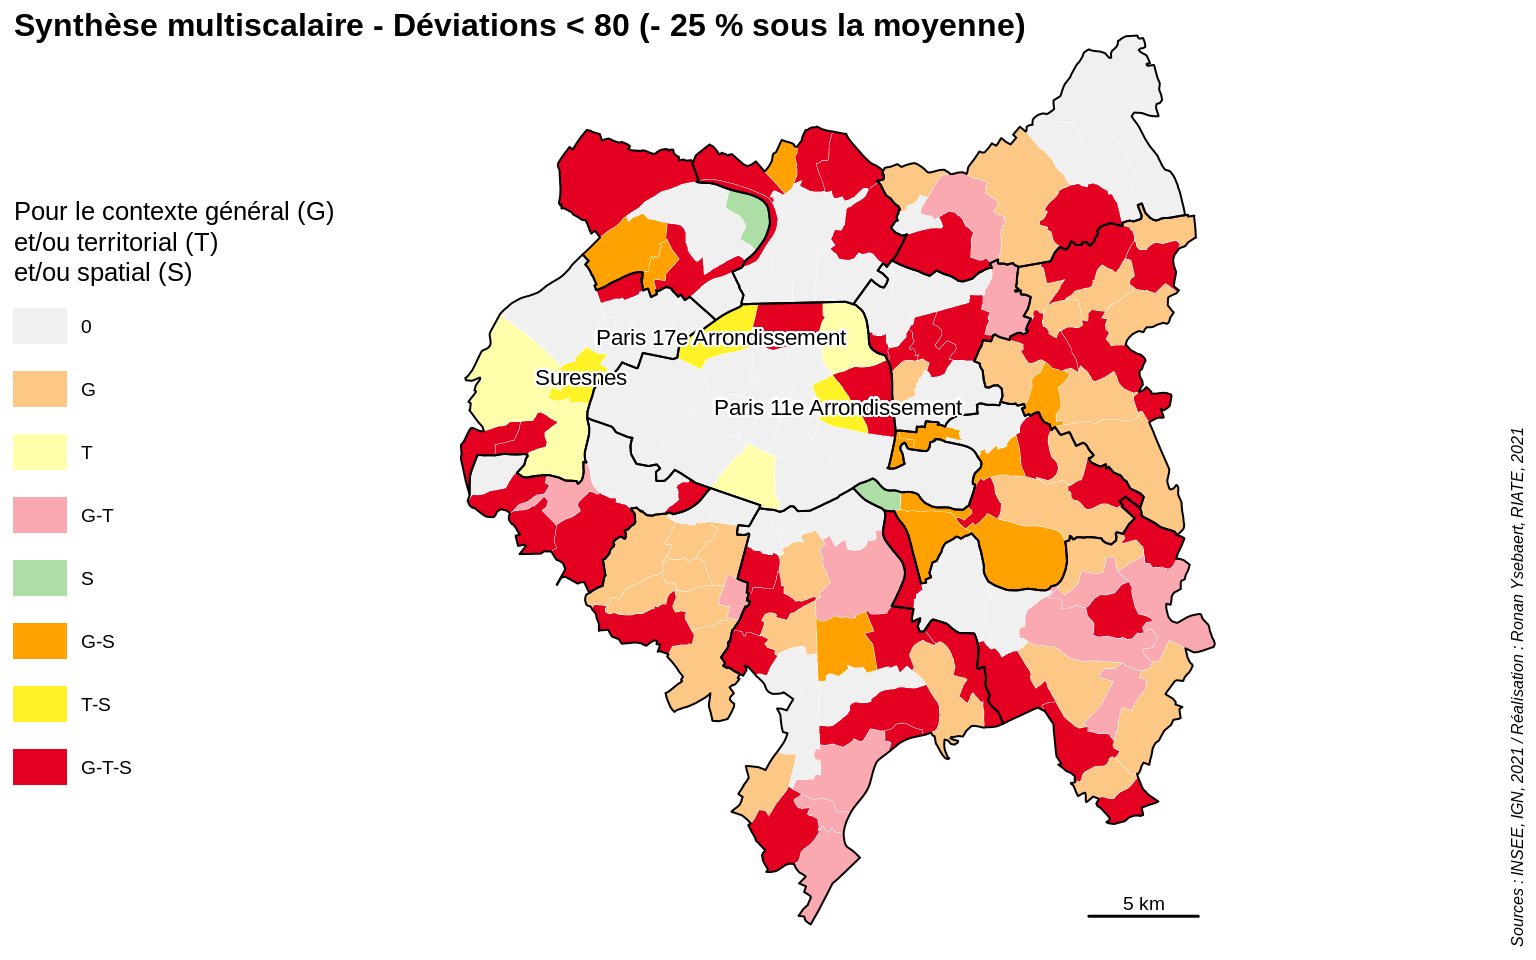 Synthèse multiscalaire - Déviations < 80 (- 25 % sous la moyenne)
Pour le contexte général (G)
et/ou territorial (T)
et/ou spatial (S)
0
G
T
G-T
S
G-S
T-S
G-T-S
Paris 17e Arrondissement
Suresnes
Paris 11e Arrondissement
5 km
Sources : INSEE, IGN, 2021 / Réalisation : Ronan Ysebaert, RIATE, 2021